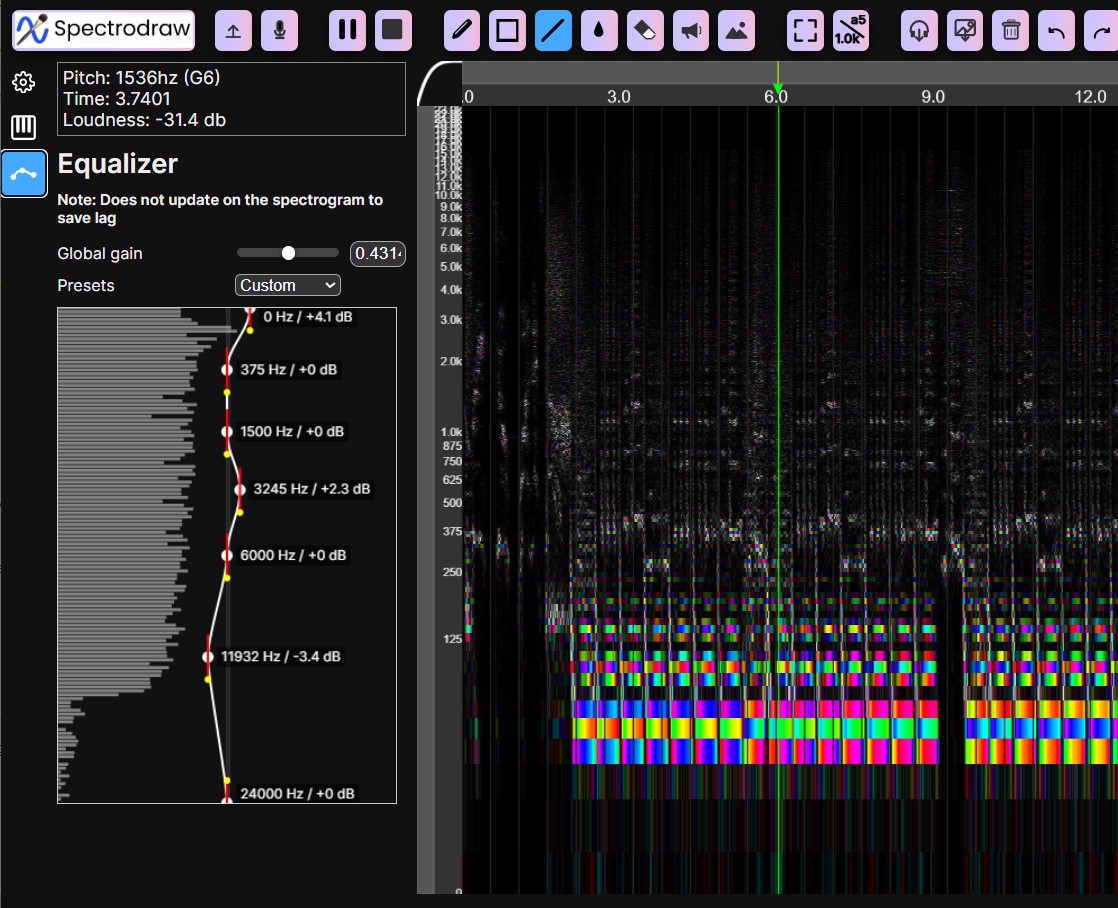 Spectrodraw
a5
1.0k
Pitch: 1536hz (G6)
Time: 3.7401
Loudness: -31.4 db
Equalizer
Note: Does not update on the spectrogram to
save lag
Global gain
0.431
Presets
Custom
0 Hz / +4.1 dB
375 Hz / +0 dB
1500 Hz / +0 dB
3245 Hz / +2.3 dB
6000 Hz / +0 dB
11932 Hz / -3.4 dB
24000 Hz / +0 dB
.0 3.0 6.0 9.0 12.0
12.0k
11.0k
10.0k
9.0k
8.0k
7.0k
6.0k
5.0k
4.0k
3.0k
2.0k
1.0k
875
750
625
500
375
250
125
0